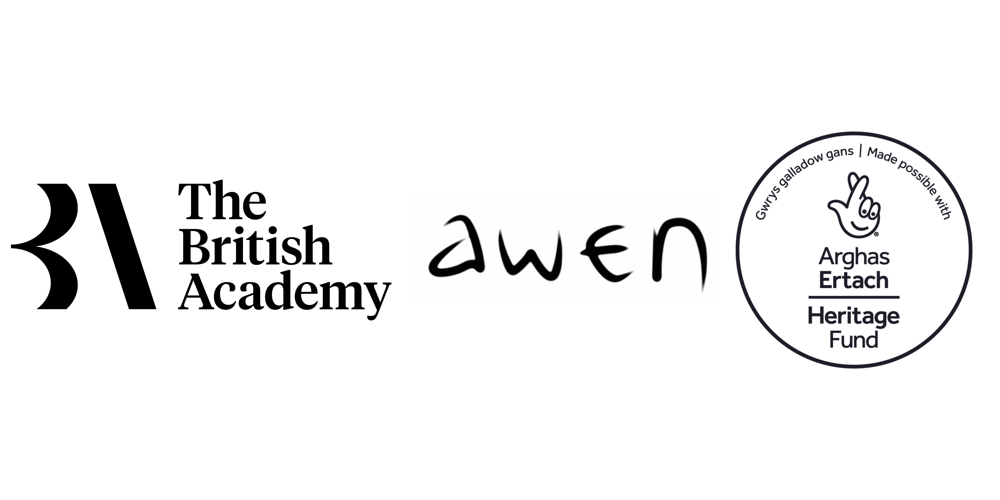 The
British
Academy
awen
Gwrys galladow gans | Made possible with
Arghas
Ertach
Heritage
Fund